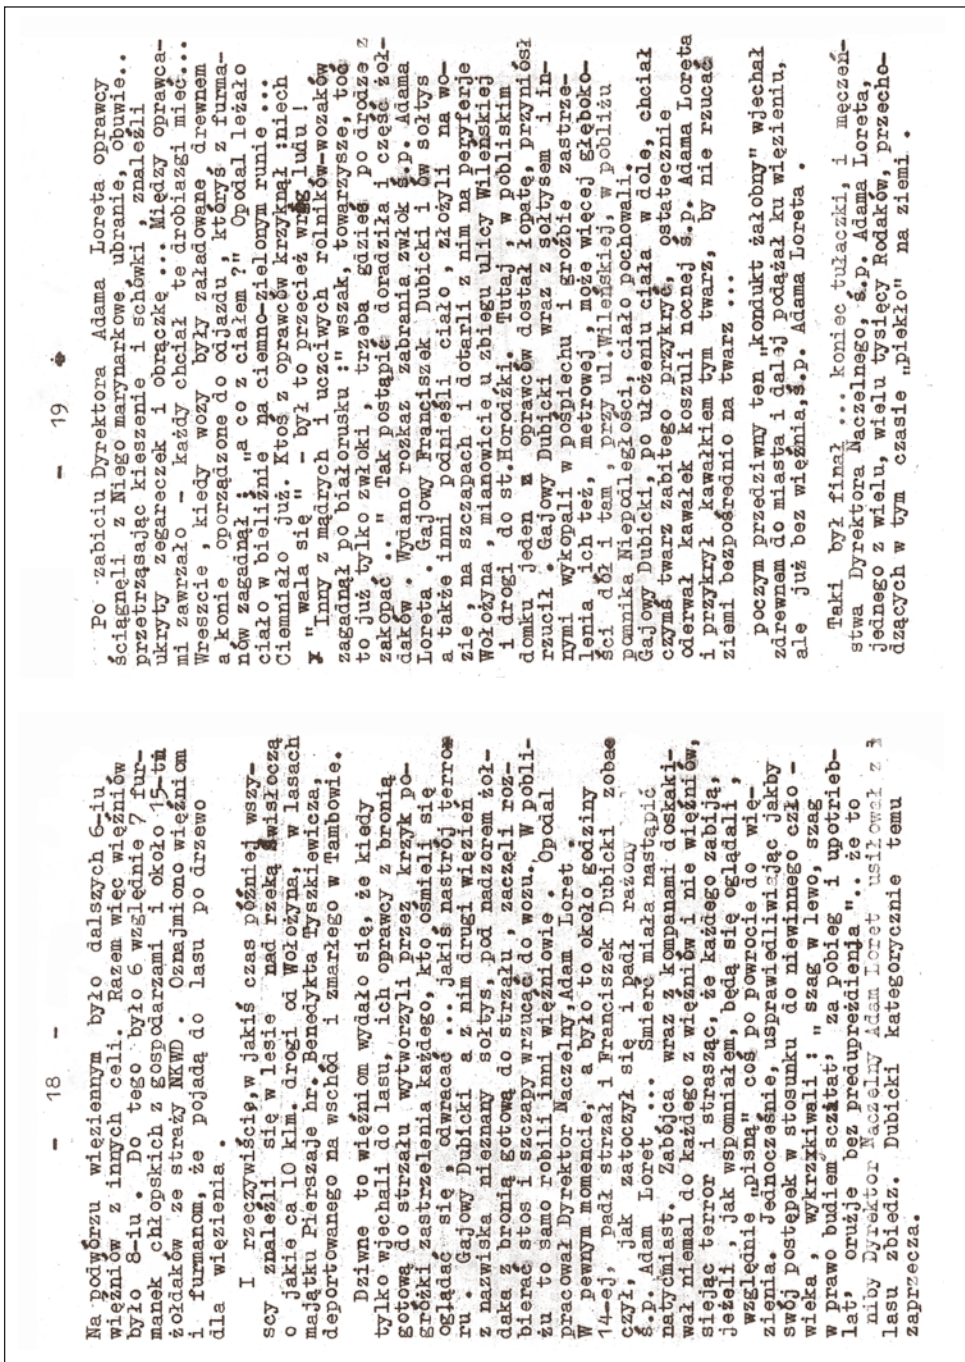 - 18 -
Na podwórzu więziennym było dalszych 6-iu
więźniów z innych celi. Razem więc więźniów
było 8-iu . Do tego było 6 względnie 7 fur-
manek chłopskich z gospodarzami i około 15-tm
żołdaków ze straży NKWD . Oznajmiono więźniom
i furmanom, że pojadą do lasu po drzewo
dla więzienia.
I rzeczywiście, w jakiś czas później wszy-
scy znaleźli się w lesie nad rzeką Świsłeczą
o jakie ca 10 klm. drogi od Wołożyna, w lasach
majątku Pierszaje hr. Benedykta Tyszkiewicza,
deportowanego na wschód i zmarłego w Tambowie.
Dziwne to więźniom wydało się, że kiedy
tylko wjechali do lasu, ich oprawcy z bronią
gotową do strzału wytworzyli przez krzyk po-
gróżki zastrzelenia każdego, kto ośmieli się
oglądać się , odwracać ... jakiś nastrój terro
ru . Gajowy Dubicki a z nim drugi więzień
z nazwiska nieznany sołtys, pod nadzorem żoł-
daka z bronią gotową do strzału, zaczęli roz-
bierać stos i szczapy wrzucać do wozu. W pobli-
żu to samo robili inni więźniowie . Opodal
pracował Dyrektor Naczelny Adam Loret .
W pewnym momencie, a było to około godziny
14-ej, padł strzał i Franciszek Dubicki zoba
czył, jak zatoczył się i padł rażony
ś.p. Adam Loret ... Śmierć miała nastąpić
natychmiast. Zabójca wraz z kompanami doskaki-
wał niemal do każdego z więźniów i nie więźniów,
siejąc terror i strasząc, że każdego zabiją,
jeżeli, jak wspomniałem, będą się oglądali ,
względnie "pisną" coś po powrocie do wię-
zienia. Jednocześnie, usprawiedliwiając jakby
swój postępek w stosunku do niewinnego czło -
wieka , wykrzykiwali : "szag w lewo, szag
w prawo budiem sczitat' za pobieg i upotrieb-
lat' orużje bez predupreżdienja".. że to
niby Dyrektor Naczelny Adam Loret usiłował z
lasu zbiedz. Dubicki kategorycznie temu
zaprzecza.
- 19 -
Po zabiciu Dyrektora Adama Loreta oprawcy
ściągnęli z Niego marynarkowe ubranie, obuwie..
przetrząsając kieszenie i schówki , znaleźli
ukryty zegareczek i obrączkę ... Między oprawca-
mi zawrzało - każdy chciał te drobiazgi mieć...
Wreszcie , kiedy wozy były załadowane drewnem
a konie oporządzone do odjazdu , któryś z furma-
nów zagadnął : "a co z ciałem ?" Opodal leżało
ciało w bieliźnie na ciemno-zielonym runie ...
Ciemniało już. Ktoś z oprawców krzyknął :niech
" wala się" - był to przecież wróg ludu !
"Inny z mądrych i uczciwych rolników-wozaków
zagadnął po białorusku : " wszak, towarzysze, toć
to już tylko zwłoki , trzeba gdzieś po drodze z
zakopać ..." Tak postąpić doradziła i część żoł-
daków . Wydano rozkaz zabrania zwłok ś.p. Adama
Loreta . Gajowy Franciszek Dubicki i ów sołtys
a także inni podnieśli ciało , złożyli na wo-
zie , na szczapach i dotarli z nim na peryferje
Wołożyna , mianowicie u zbiegu ulicy Wileńskiej
i drogi do st.Horodźki. Tutaj , w pobliskim
domku jeden z oprawców dostał łopatę, przyniósł
rzucił . Gajowy Dubicki wraz z sołtysem i in-
nymi wykopali w pośpiechu i groźbie zastrze-
lenia ich też, metrowej , może więcej głęboko-
ści dół i tam , przy ul.Wileńskiej, w pobliżu
pomnika Niepodległości, ciało pochowali.
Gajowy Dubicki, po ułożeniu ciała w dole, chciał
czymś twarz zabitego przykryć, ostatecznie
oderwał kawałek koszuli nocnej ś.p. Adama Loreta
i przykrył kawałkiem tym twarz, by nie rzucać
ziemi bezpośrednio na twarz ...
poczym przedziwny ten "kondukt żałobny" wjechał
zdrewnem do miasta i dalej podążał ku więzieniu,
ale już bez więźnia,ś.p. Adama Loreta .
Taki był finał ... koniec tułaczki, i męczeń-
stwa Dyrektora Naczelnego, ś.p. Adama Loreta,
jednego z wielu, wielu tysięcy Rodaków, przecho-
dzących w tym czasie "piekło" na ziemi .